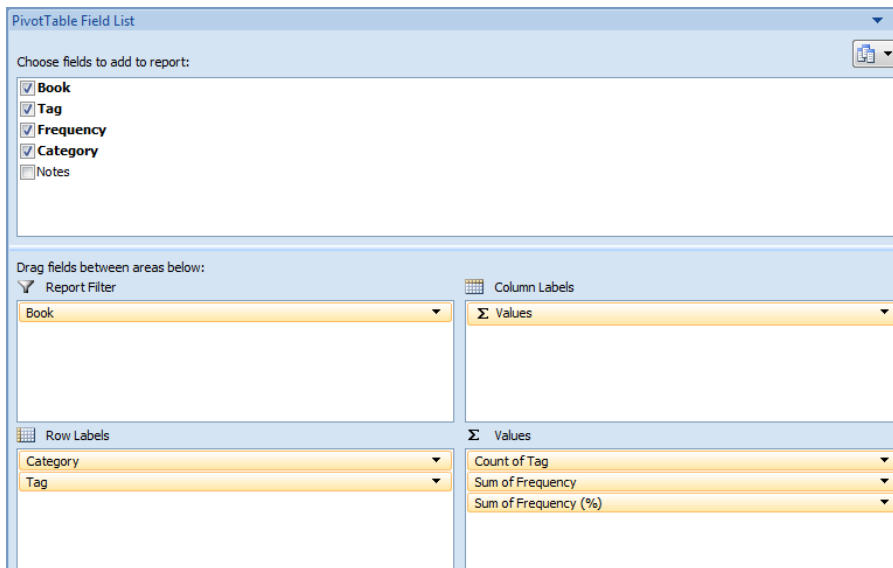 PivotTable Field List
Choose fields to add to report:
Book
Tag
Frequency
Category
Notes
Drag fields between areas below:
Report Filter
Column Labels
Book
Σ Values
Row Labels
Σ Values
Category
Count of Tag
Tag
Sum of Frequency
Sum of Frequency (%)